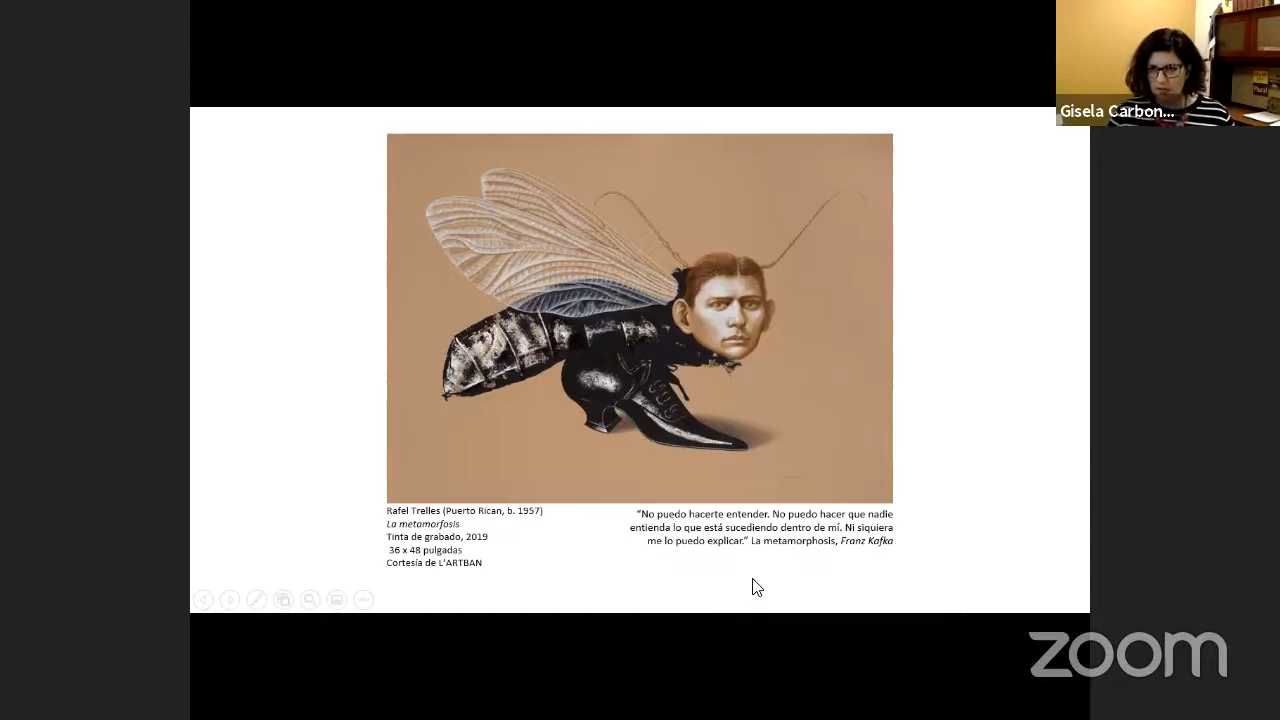 Gisela Carbon...
Rafel Trelles (Puerto Rican, b. 1957)
La metamorfosis
Tinta de grabado, 2019
36 x 48 pulgadas
Cortesía de L'ARTBAN
“No puedo hacerte entender. No puedo hacer que nadie
entienda lo que está sucediendo dentro de mí. Ni siquiera
me lo puedo explicar.” La metamorphosis, Franz Kafka
zoom